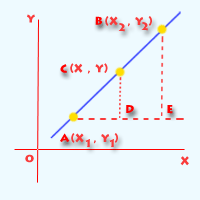 Y
B (X₂, Y₂)
C (X , Y)
D
E
A (X₁, Y₁)
O
X